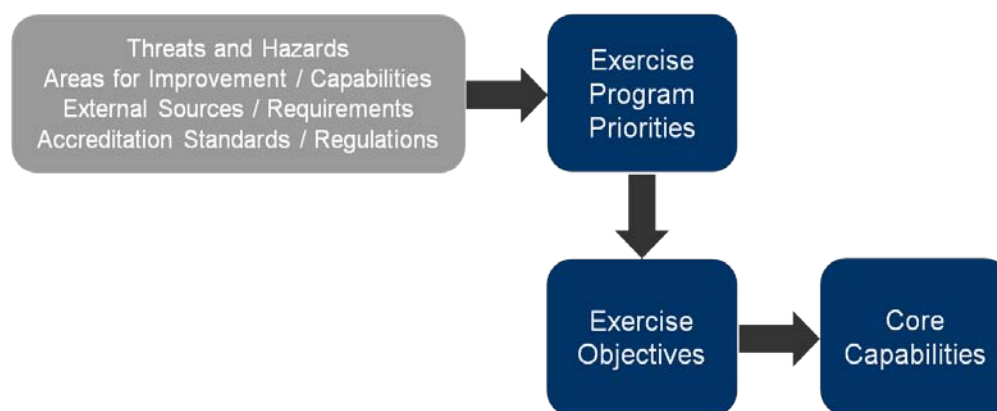 Threats and Hazards
Areas for Improvement / Capabilities
External Sources / Requirements
Accreditation Standards / Regulations
Exercise
Program
Priorities
Exercise
Objectives
Core
Capabilities